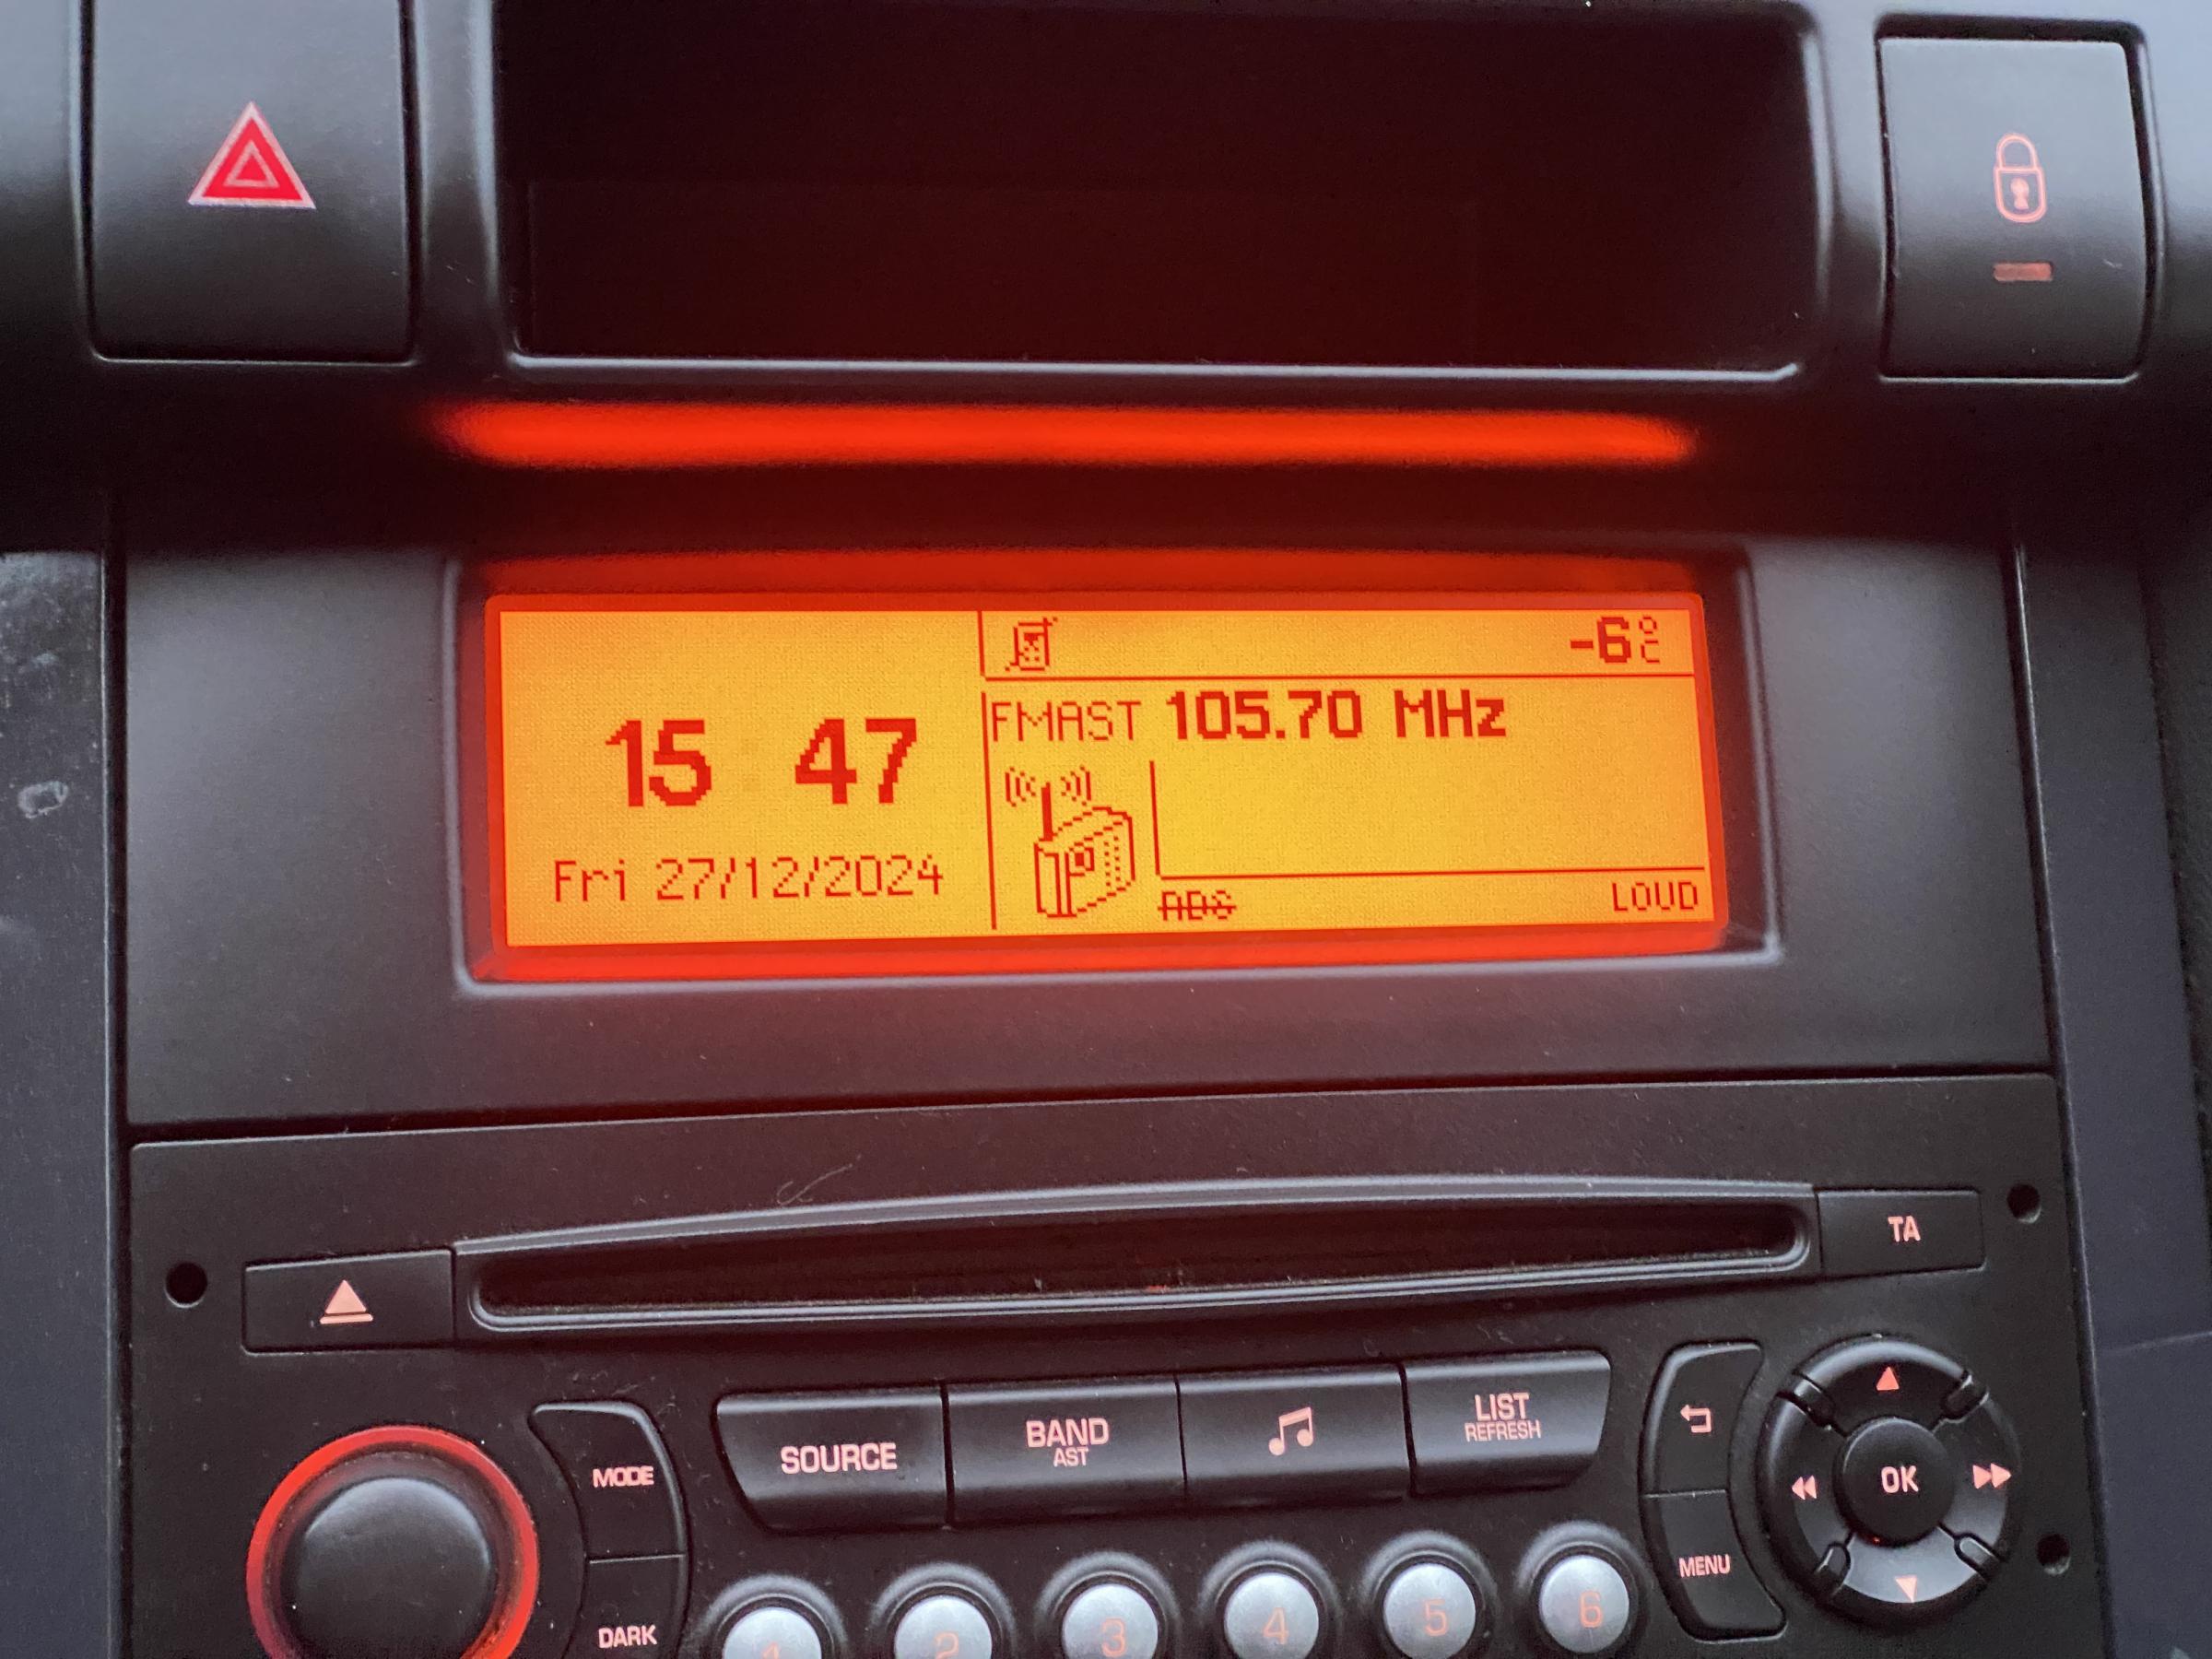 -6°C
15 47
FMAST 105.70 MHz
Fri 27/12/2024
RDS
LOUD
TA
SOURCE
BAND
AST
LIST
REFRESH
MODE
OK
MENU
DARK
1 2 3 4 5 6